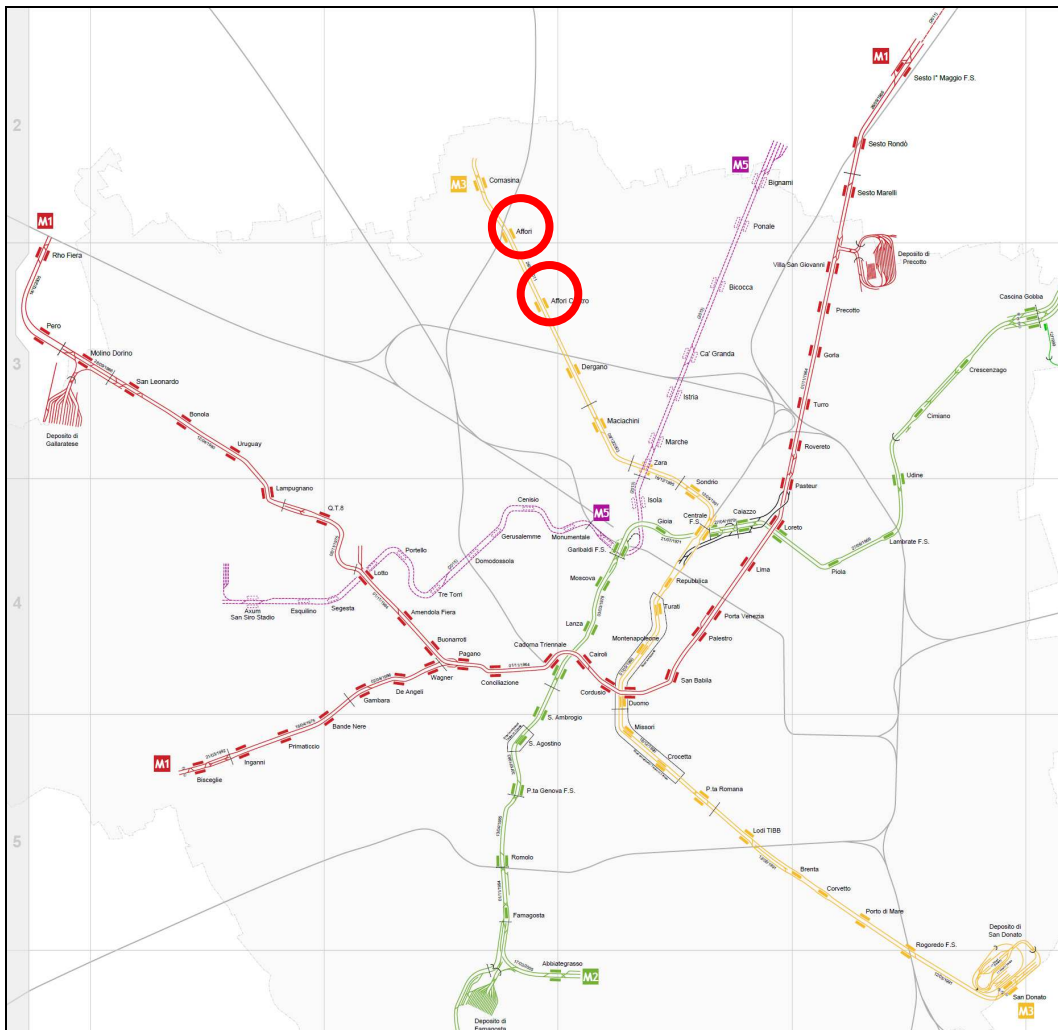 M1
Sesto I° Maggio F.S.
2
Sesto Rondò
M5
M3
Comasina
Bignami
Sesto Marelli
M1
Affori
Ponale
Rho Fiera
Deposito di
Precotto
Villa San Giovanni
Bicocca
Affori
Cascina Gobba
Precotto
Pero
Molino Dorino
3
Ca' Granda
Gorla
Dergano
Crescenzago
San Leonardo
Istria
Turro
Bonola
Maciachini
Cimiano
Deposito di
Gallaratese
Uruguay
Marche
Rovereto
Zara
Udine
Lampugnano
Sondrio
Pasteur
Isola
Q.T.8
Cenisio
M5
Gioia
Centrale
F.S.
Caiazzo
Loreto
Gerusalemme
Monumentale
Garibaldi F.S.
Lambrate F.S.
Portello
Domodossola
Lima
Piola
Lotto
Moscova
Repubblica
Tre Torri
4
Axum
San Siro Stadio
Esquilino
Segesta
Turati
Amendola Fiera
Porta Venezia
Lanza
Buonarroti
Cadorna Triennale
Montenapoleone
Palestro
Pagano
Cairoli
Wagner
Conciliazione
Cordusio
San Babila
De Angeli
Gambara
Duomo
S. Ambrogio
Bande Nere
Missori
S. Agostino
Primaticcio
M1
Inganni
Crocetta
Bisceglie
P.ta Genova F.S.
P.ta Romana
Lodi TIBB
5
Romolo
Brenta
Corvetto
Famagosta
Porto di Mare
Deposito di
San Donato
Rogoredo F.S.
Abbiategrasso
M2
San Donato
M3
Deposito di
Famagosta